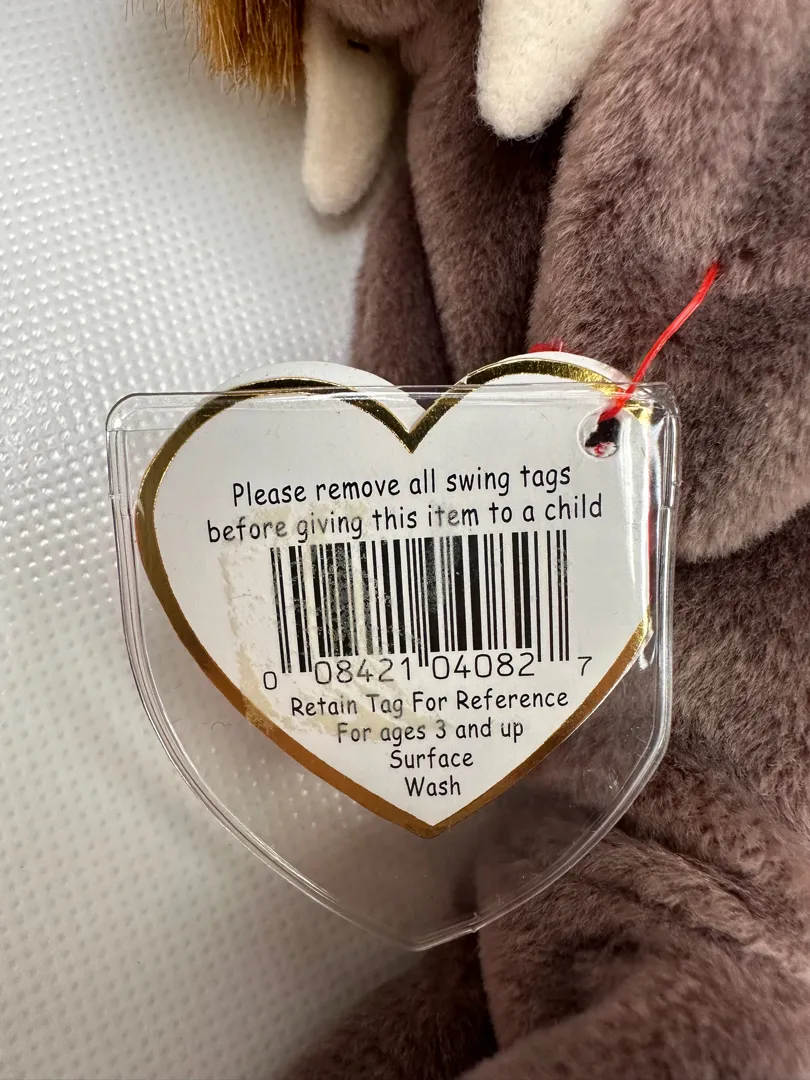 Please remove all swing tags
before giving this item to a child
0 08421 04082 7
Retain Tag For Reference
For ages 3 and up
Surface
Wash